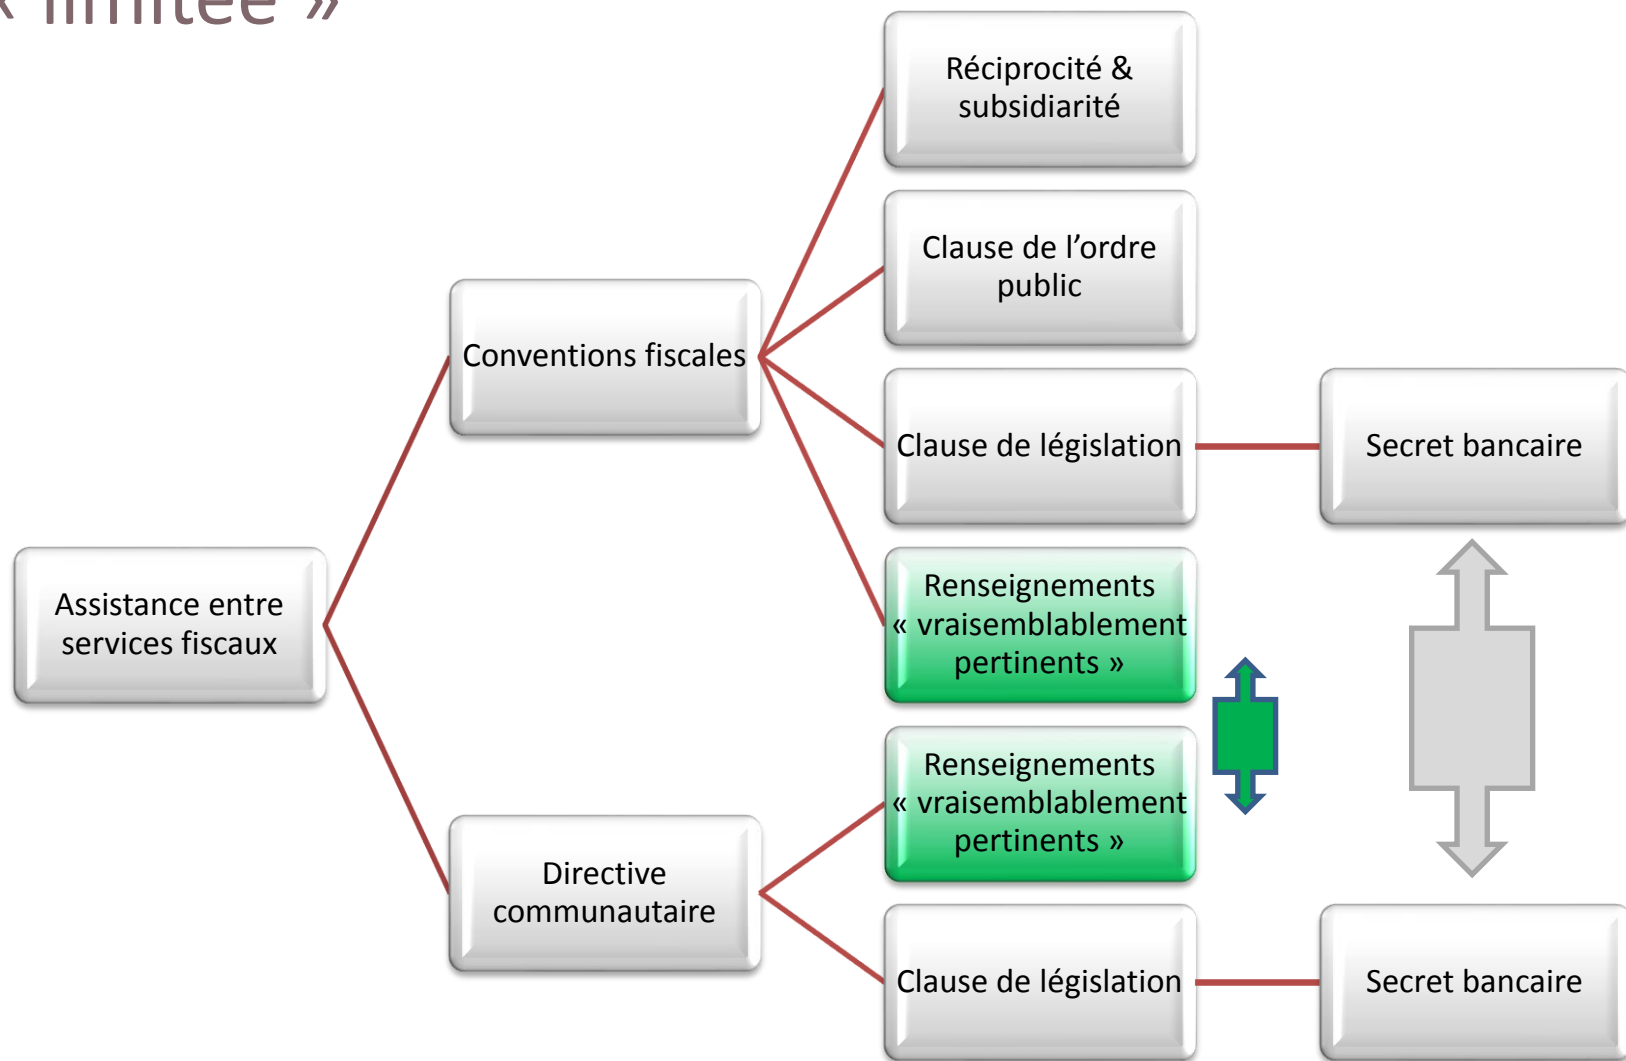 « limitée »
Réciprocité &
subsidiarité
Clause de l’ordre
public
Conventions fiscales
Clause de législation
Secret bancaire
Renseignements
« vraisemblablement
pertinents »
Assistance entre
services fiscaux
Renseignements
« vraisemblablement
pertinents »
Directive
communautaire
Clause de législation
Secret bancaire